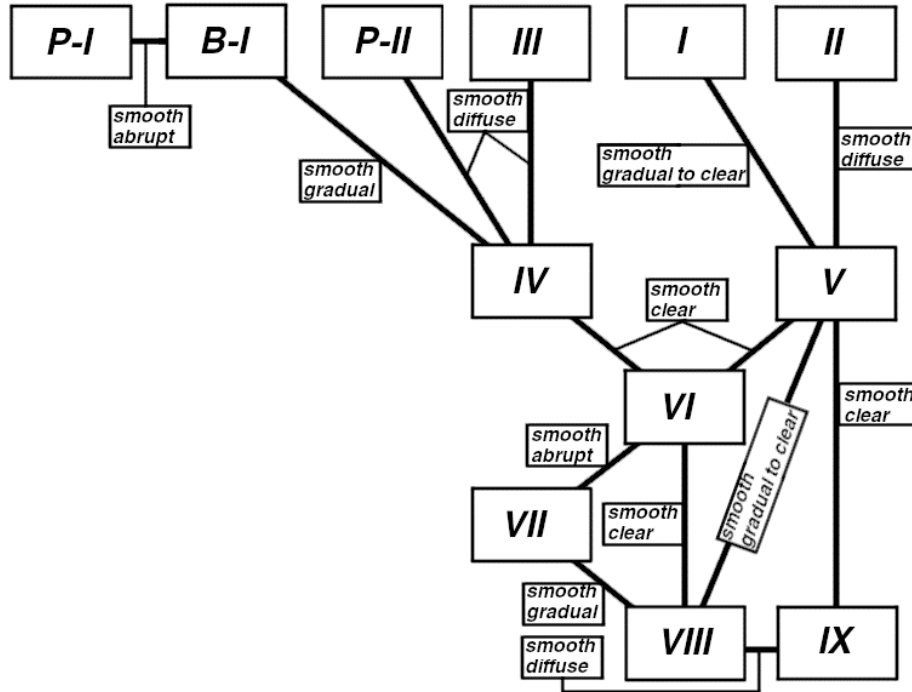 P-I
B-I
P-II
III
I
II
smooth
abrupt
smooth
gradual
smooth
diffuse
smooth
gradual to clear
smooth
diffuse
IV
V
smooth
clear
VI
smooth
clear
smooth
abrupt
smooth
gradual to clear
VII
smooth
clear
smooth
gradual
VIII
IX
smooth
diffuse